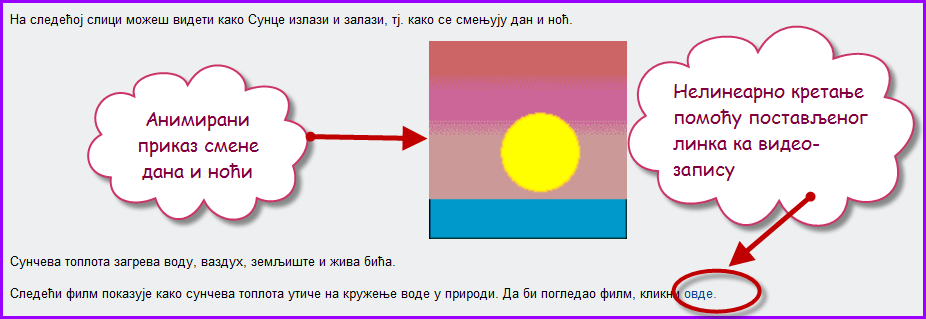 На следећој слици можеш видети како Сунце излази и залази, тј. како се смењују дан и ноћ.
Анимирани
приказ смене
дана и ноћи
Нелинеарно кретање
помоћу постављеног
линка ка видео-
запису
Сунчева топлота загрева воду, ваздух, земљиште и жива бића.
Следећи филм показује како сунчева топлота утиче на кружење воде у природи. Да би погледао филм, кликни овде.